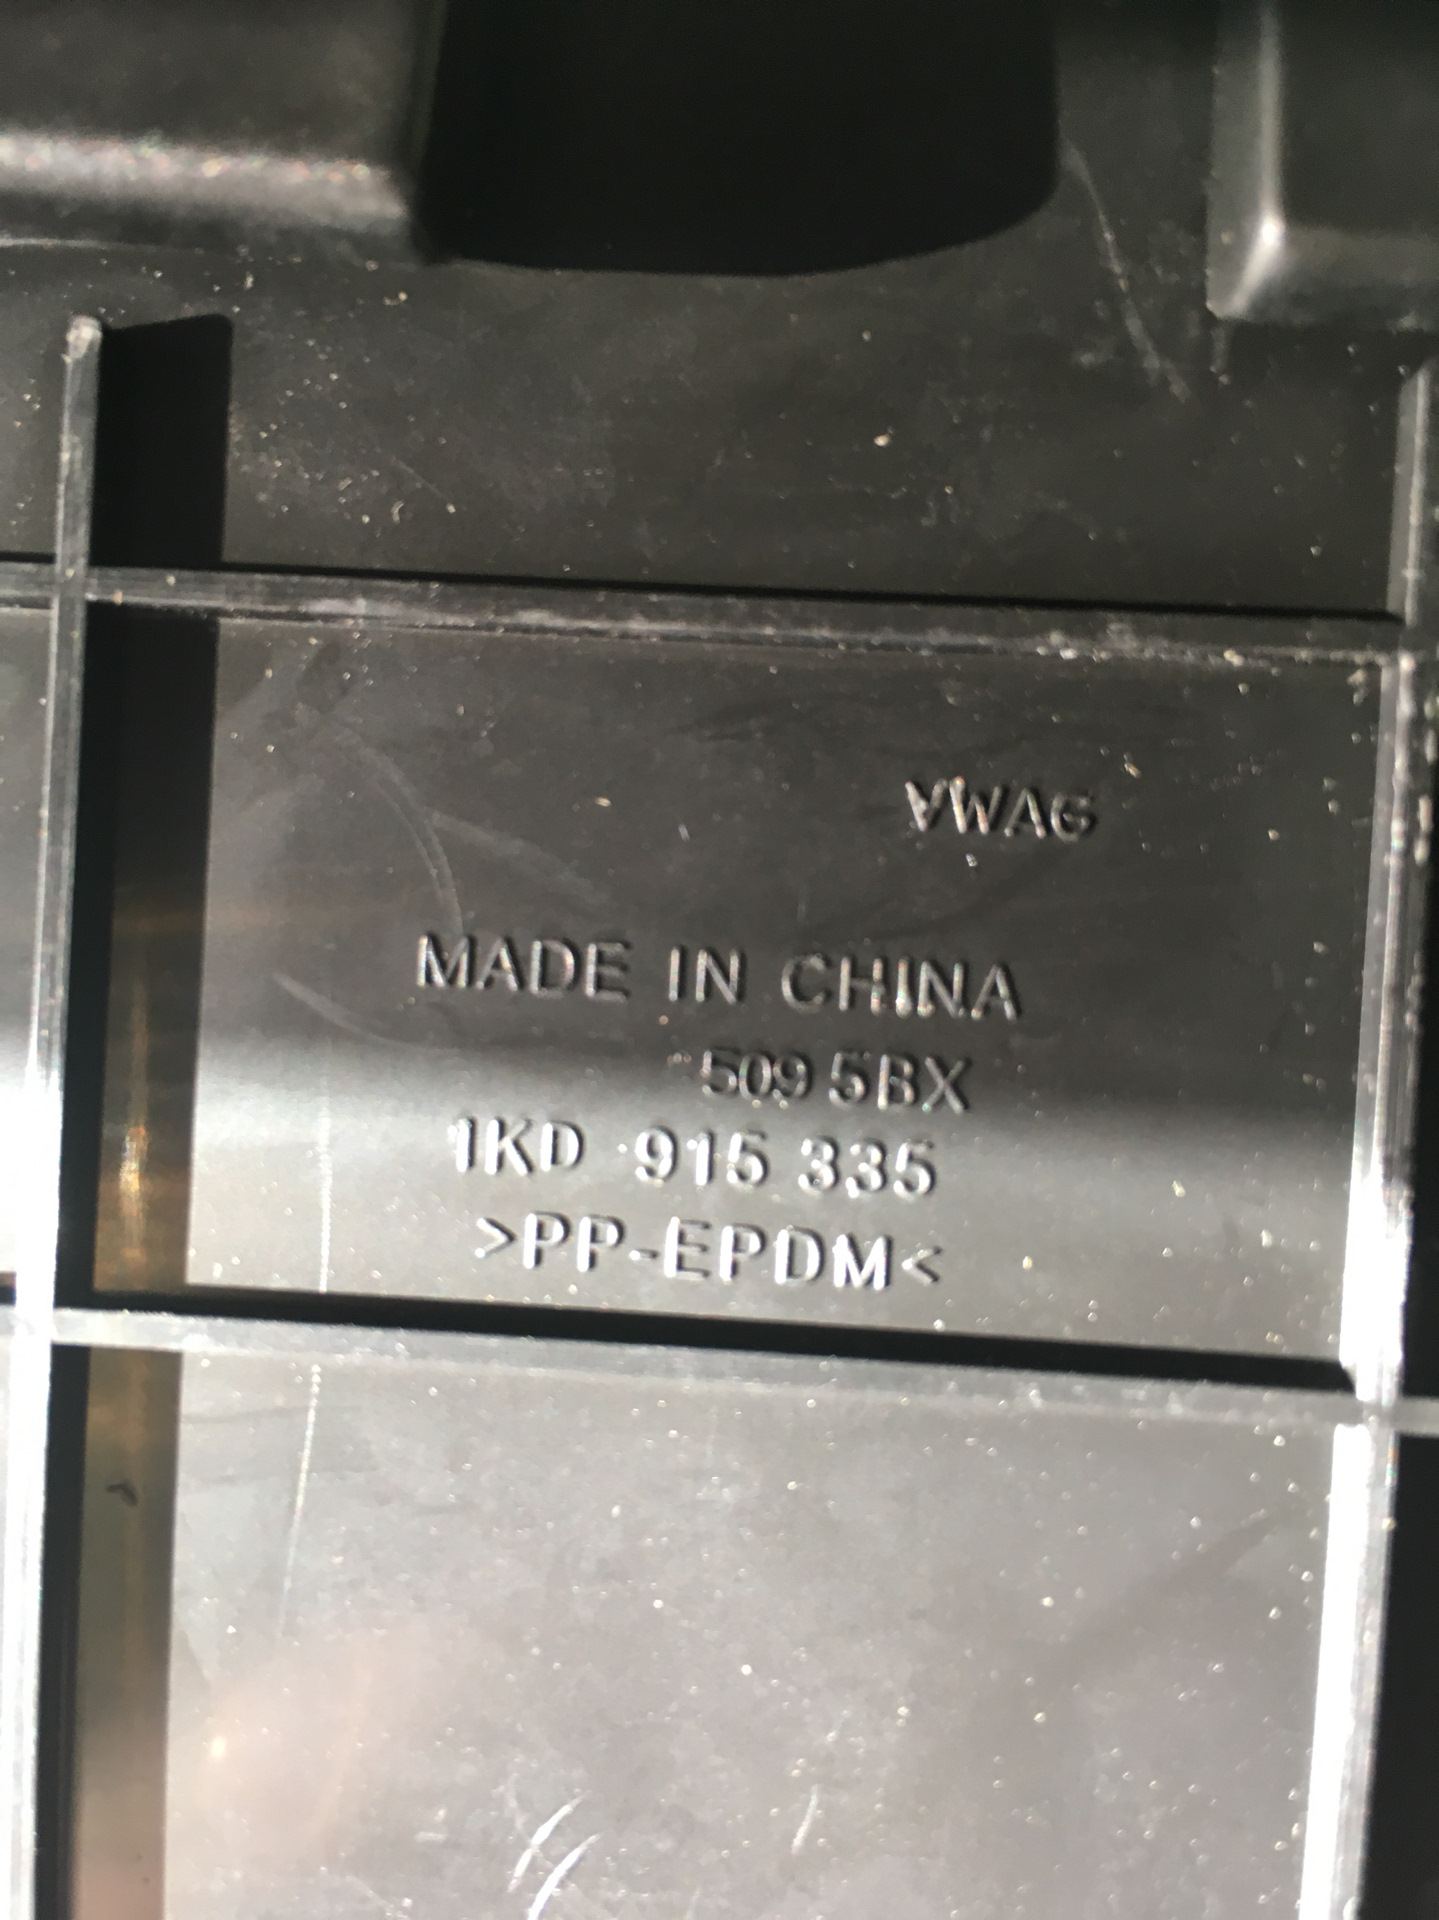 VWAG
MADE IN CHINA
509 5BX
1KD 915 335
>PP-EPDM<